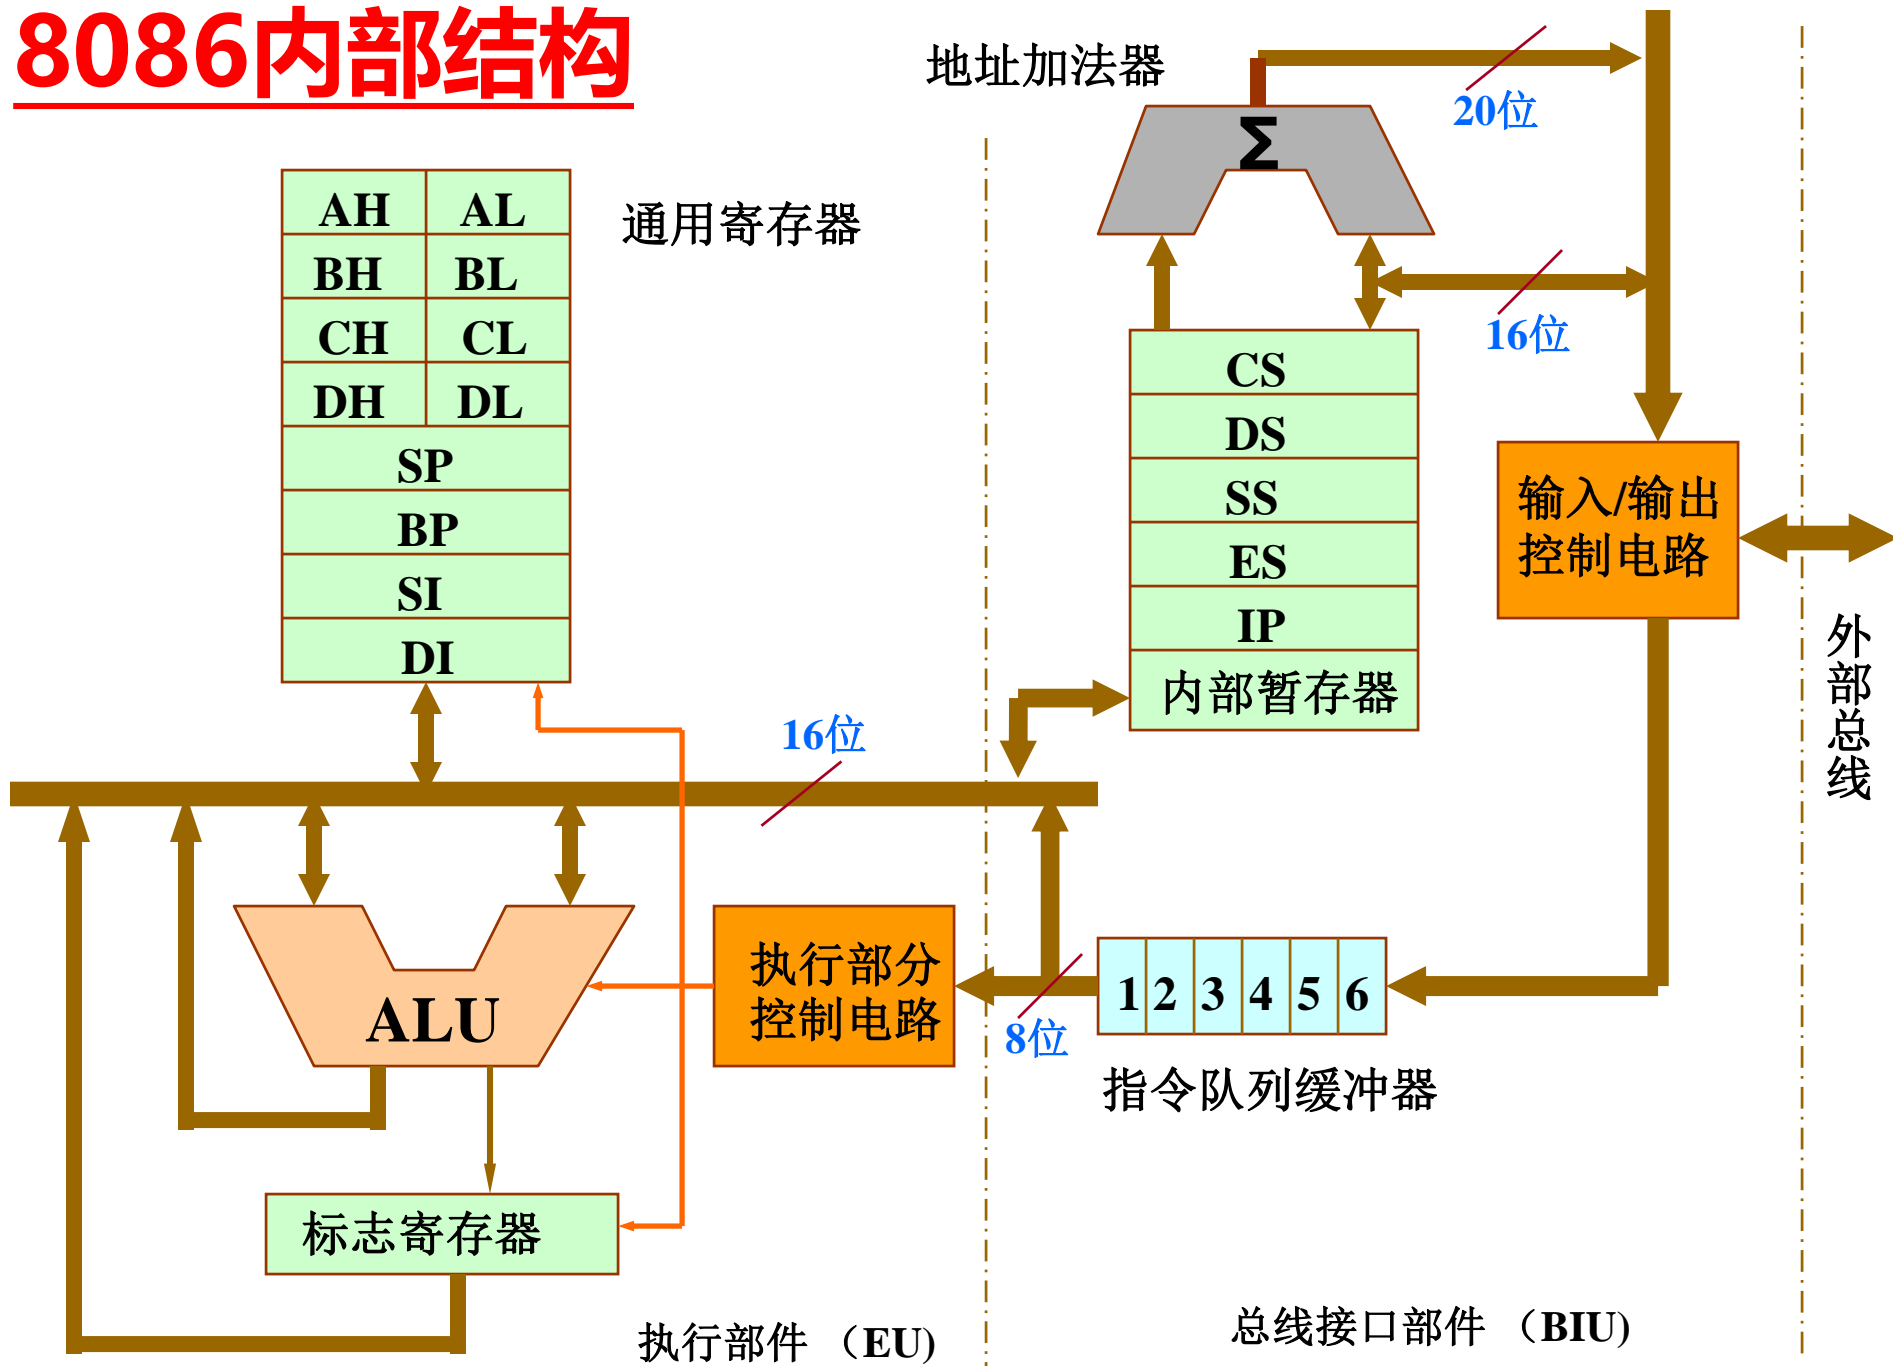 8086内部结构
地址加法器
20位
Σ
AH AL
通用寄存器
BH BL
CH CL
DH DL
SP
BP
SI
DI
16位
CS
DS
SS
ES
IP
内部暂存器
输入/输出
控制电路
外部总线
16位
ALU
执行部分
控制电路
8位
1 2 3 4 5 6
指令队列缓冲器
标志寄存器
执行部件 （EU)
总线接口部件 （BIU)